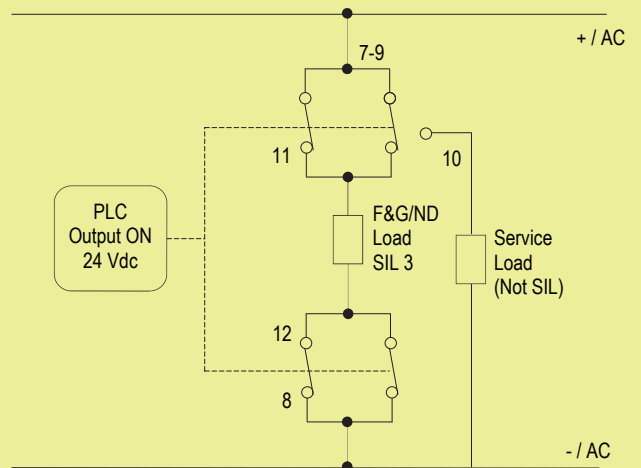 + / AC
7-9
11
10
PLC
Output ON
24 Vdc
F&G/ND
Load
SIL 3
Service
Load
(Not SIL)
12
8
- / AC